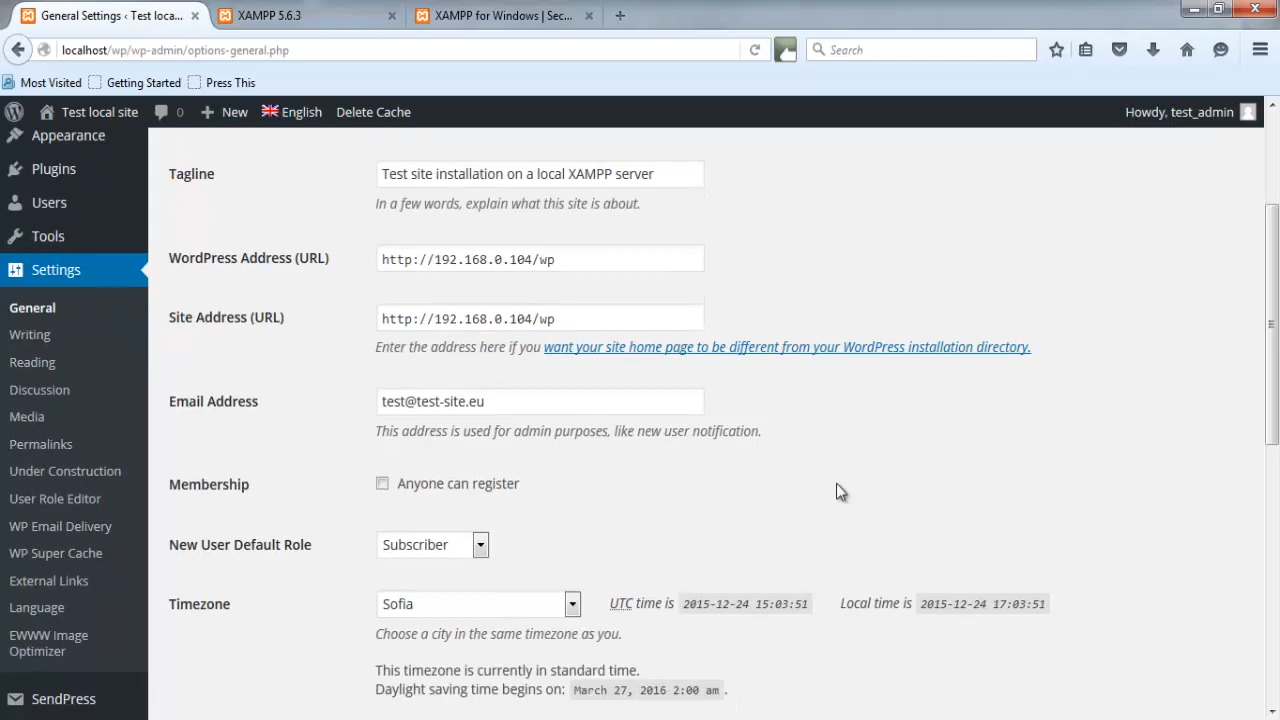 General Settings ‹ Test loca... × XAMPP 5.6.3 × XAMPP for Windows | Sec... × +
localhost/wp/wp-admin/options-general.php Search
Most Visited Getting Started Press This
Test local site 0 + New English Delete Cache Howdy, test_admin
Appearance
Plugins
Users
Tools
Settings
General
Writing
Reading
Discussion
Media
Permalinks
Under Construction
User Role Editor
WP Email Delivery
WP Super Cache
External Links
Language
EWWW Image
Optimizer
SendPress
Tagline Test site installation on a local XAMPP server
In a few words, explain what this site is about.
WordPress Address (URL) http://192.168.0.104/wp
Site Address (URL) http://192.168.0.104/wp
Enter the address here if you want your site home page to be different from your WordPress installation directory.
Email Address test@test-site.eu
This address is used for admin purposes, like new user notification.
Membership Anyone can register
New User Default Role Subscriber
Timezone Sofia UTC time is 2015-12-24 15:03:51 Local time is 2015-12-24 17:03:51
Choose a city in the same timezone as you.
This timezone is currently in standard time.
Daylight saving time begins on: March 27, 2016 2:00 am .